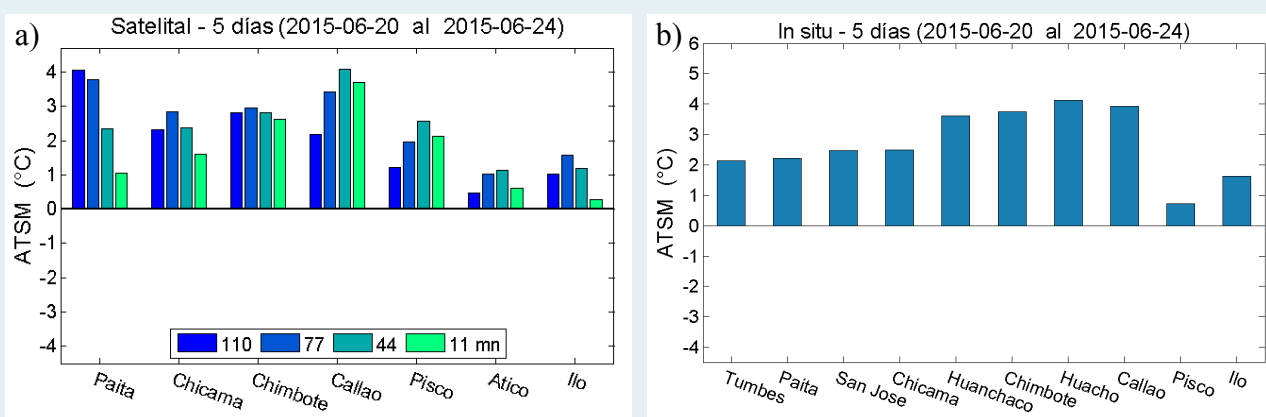 a)
Satelital - 5 días (2015-06-20 al 2015-06-24)
ATSM (°C)
4
3
2
1
0
-1
-2
-3
-4
110 77 44 11 mn
Paita Chicama Chimbote Callao Pisco Atico Ilo
b)
In situ - 5 días (2015-06-20 al 2015-06-24)
ATSM (°C)
6
5
4
3
2
1
0
-1
-2
-3
-4
Tumbes Paita San Jose Chicama Huanchaco Chimbote Huacho Callao Pisco Ilo